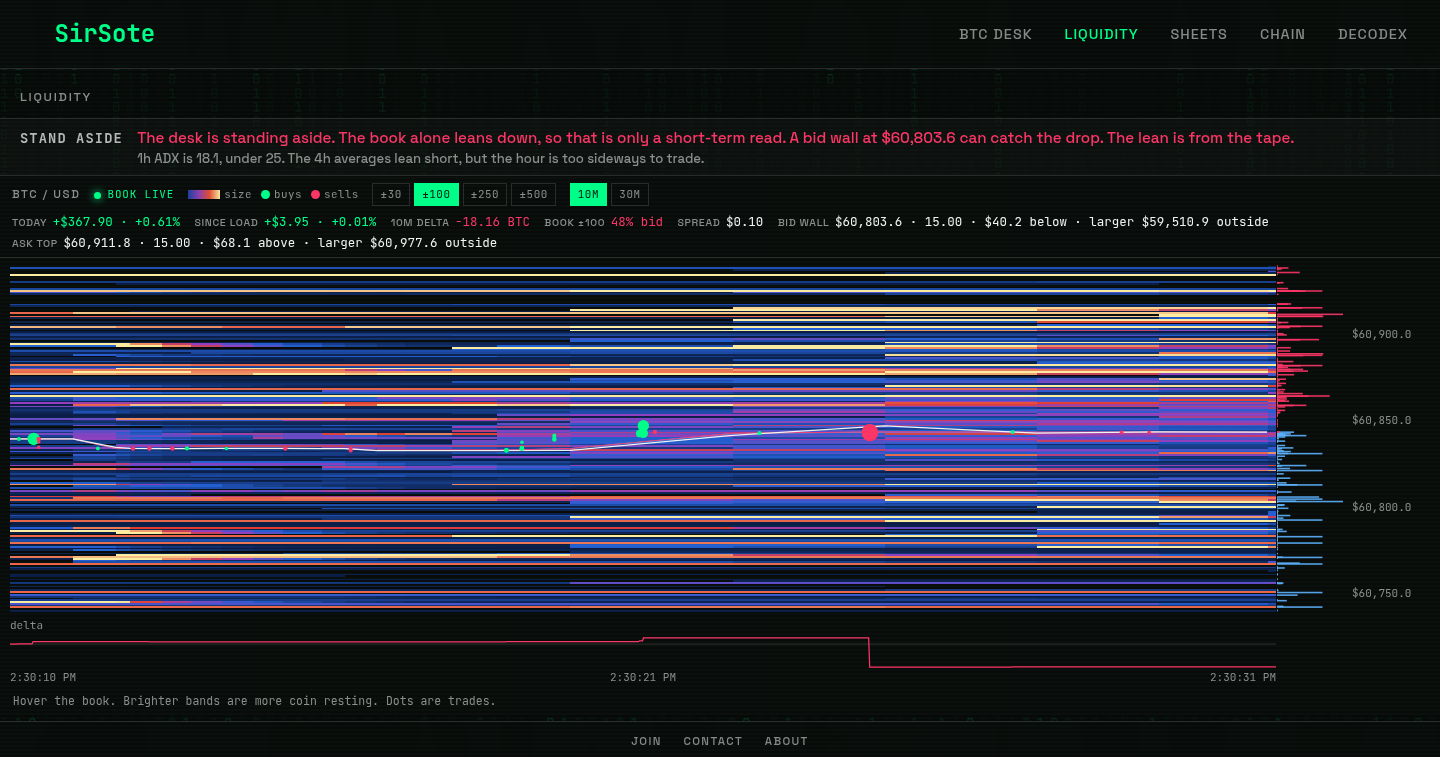 SirSote
BTC DESK LIQUIDITY SHEETS CHAIN DECODEX
LIQUIDITY
STAND ASIDE The desk is standing aside. The book alone leans down, so that is only a short-term read. A bid wall at $60,803.6 can catch the drop. The lean is from the tape.
1h ADX is 18.1, under 25. The 4h averages lean short, but the hour is too sideways to trade.
BTC / USD BOOK LIVE size buys sells ±30 ±100 ±250 ±500 10M 30M
TODAY +$367.90 · +0.61% SINCE LOAD +$3.95 · +0.01% 10M DELTA -18.16 BTC BOOK ±100 48% bid SPREAD $0.10 BID WALL $60,803.6 · 15.00 · $40.2 below · larger $59,510.9 outside
ASK TOP $60,911.8 · 15.00 · $68.1 above · larger $60,977.6 outside
$60,900.0
$60,850.0
$60,800.0
$60,750.0
delta
2:30:10 PM 2:30:21 PM 2:30:31 PM
Hover the book. Brighter bands are more coin resting. Dots are trades.
JOIN CONTACT ABOUT